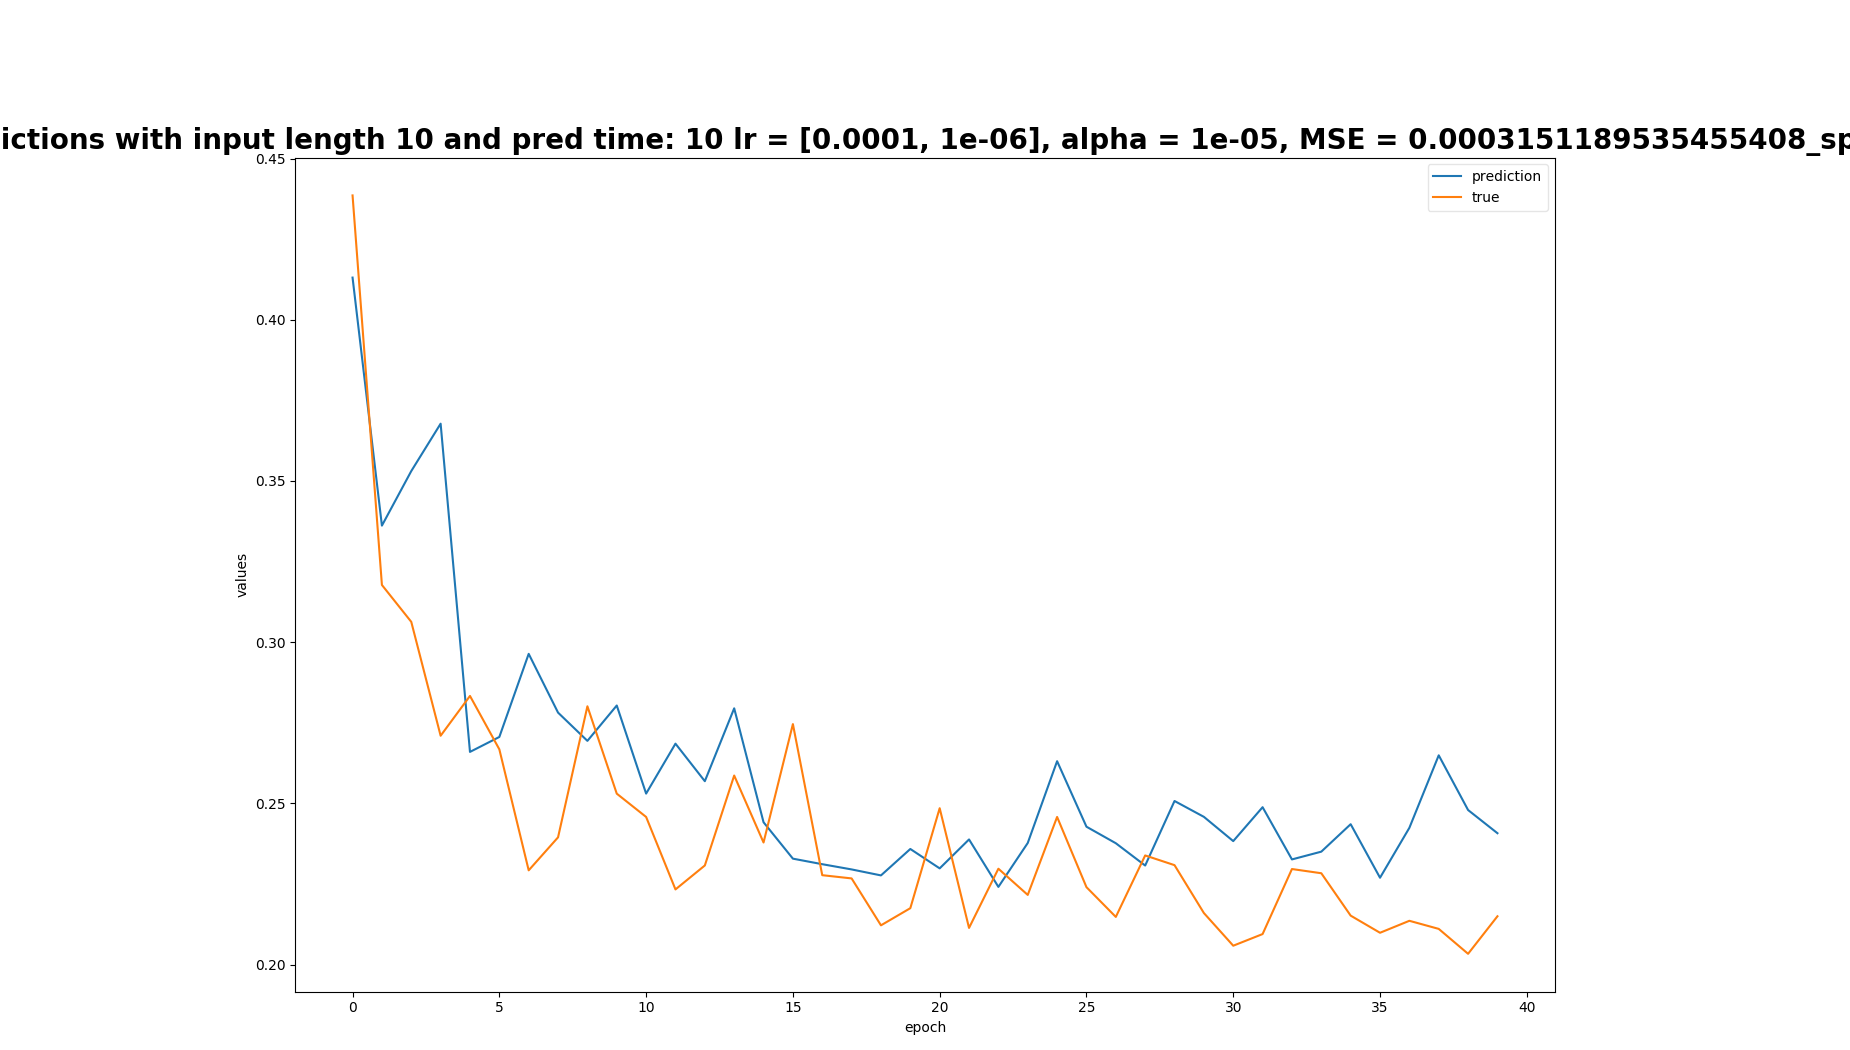 ictions with input length 10 and pred time: 10 lr = [0.0001, 1e-06], alpha = 1e-05, MSE = 0.0003151189535455408_sp
prediction
true
0.45
0.40
0.35
0.30
0.25
0.20
values
0 5 10 15 20 25 30 35 40
epoch